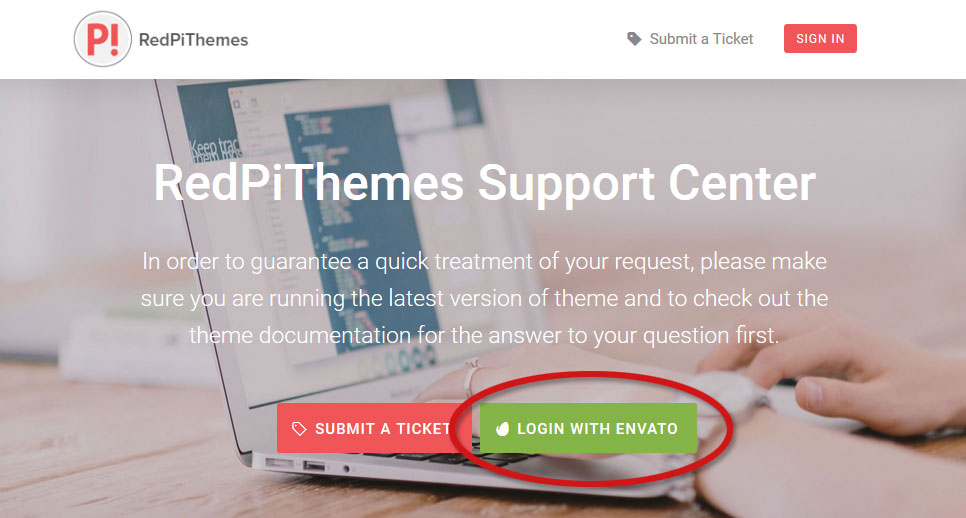 P! RedPiThemes
Submit a Ticket
SIGN IN
Keep trac
RedPiThemes Support Center
In order to guarantee a quick treatment of your request, please make
sure you are running the latest version of theme and to check out the
theme documentation for the answer to your question first.
SUBMIT A TICKET
LOGIN WITH ENVATO